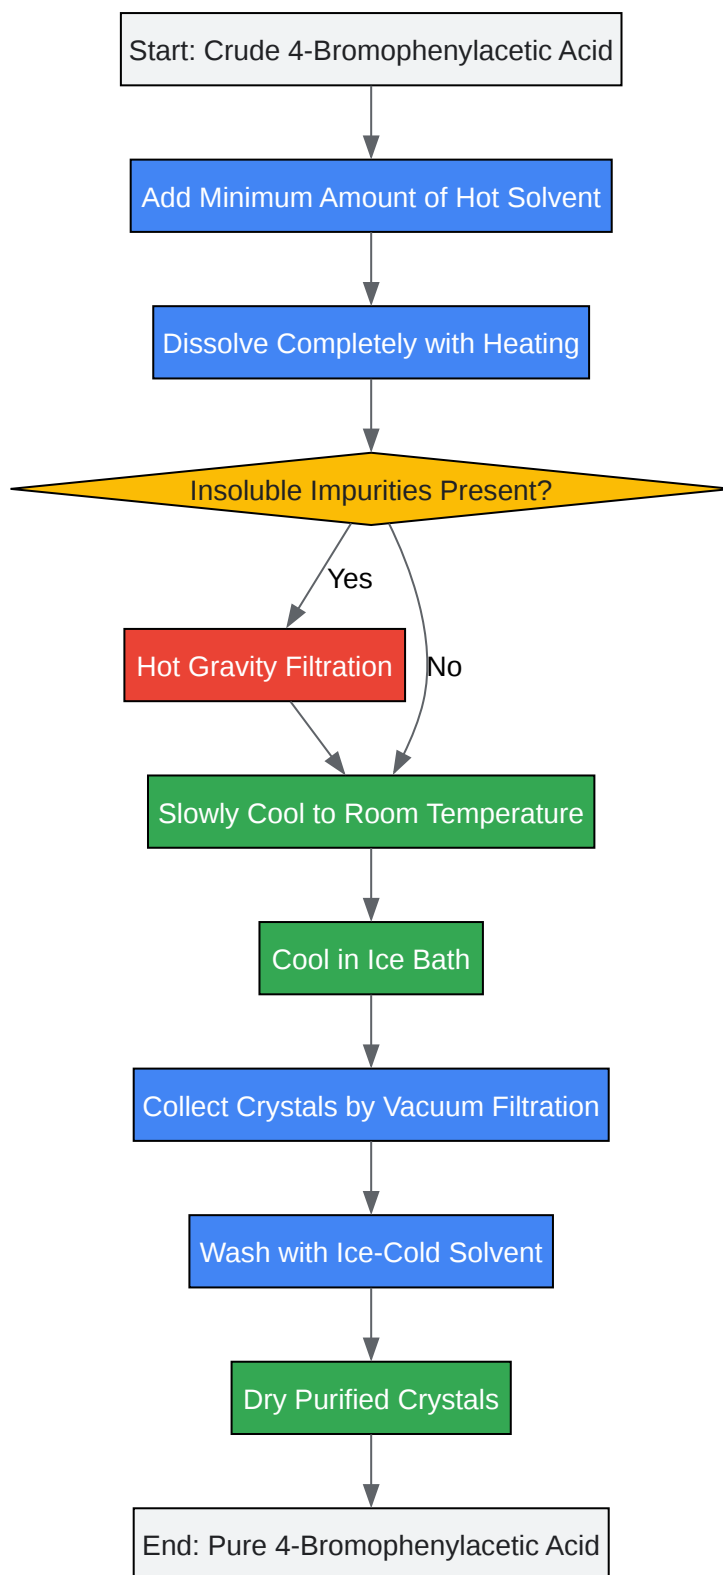 Start: Crude 4-Bromophenylacetic Acid
Add Minimum Amount of Hot Solvent
Dissolve Completely with Heating
Insoluble Impurities Present?
Yes
Hot Gravity Filtration
No
Slowly Cool to Room Temperature
Cool in Ice Bath
Collect Crystals by Vacuum Filtration
Wash with Ice-Cold Solvent
Dry Purified Crystals
End: Pure 4-Bromophenylacetic Acid